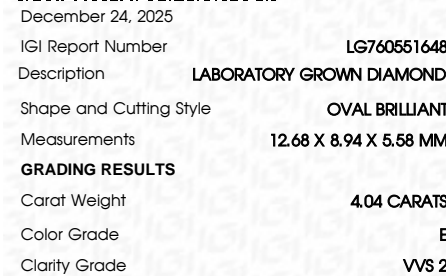 December 24, 2025
IGI Report Number LG760551648
Description LABORATORY GROWN DIAMOND
Shape and Cutting Style OVAL BRILLIANT
Measurements 12.68 X 8.94 X 5.58 MM
GRADING RESULTS
Carat Weight 4.04 CARATS
Color Grade E
Clarity Grade VVS 2